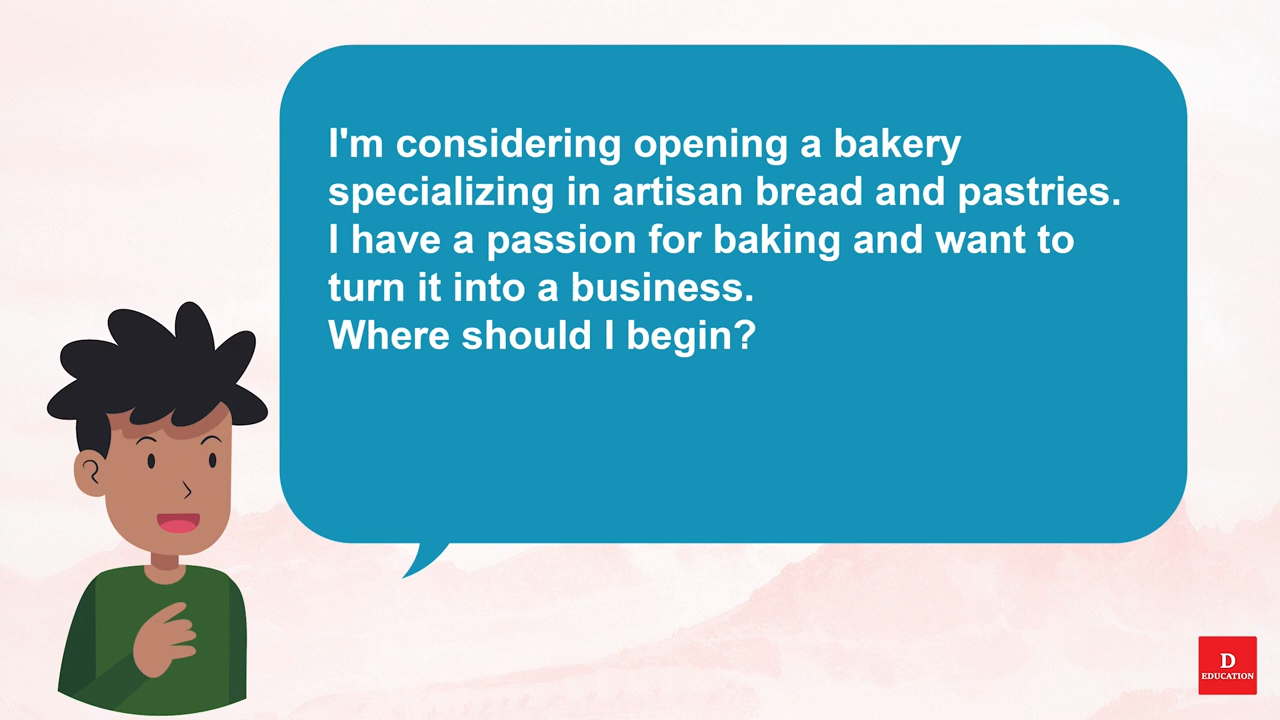 I'm considering opening a bakery
specializing in artisan bread and pastries.
I have a passion for baking and want to
turn it into a business.
Where should I begin?
D
EDUCATION